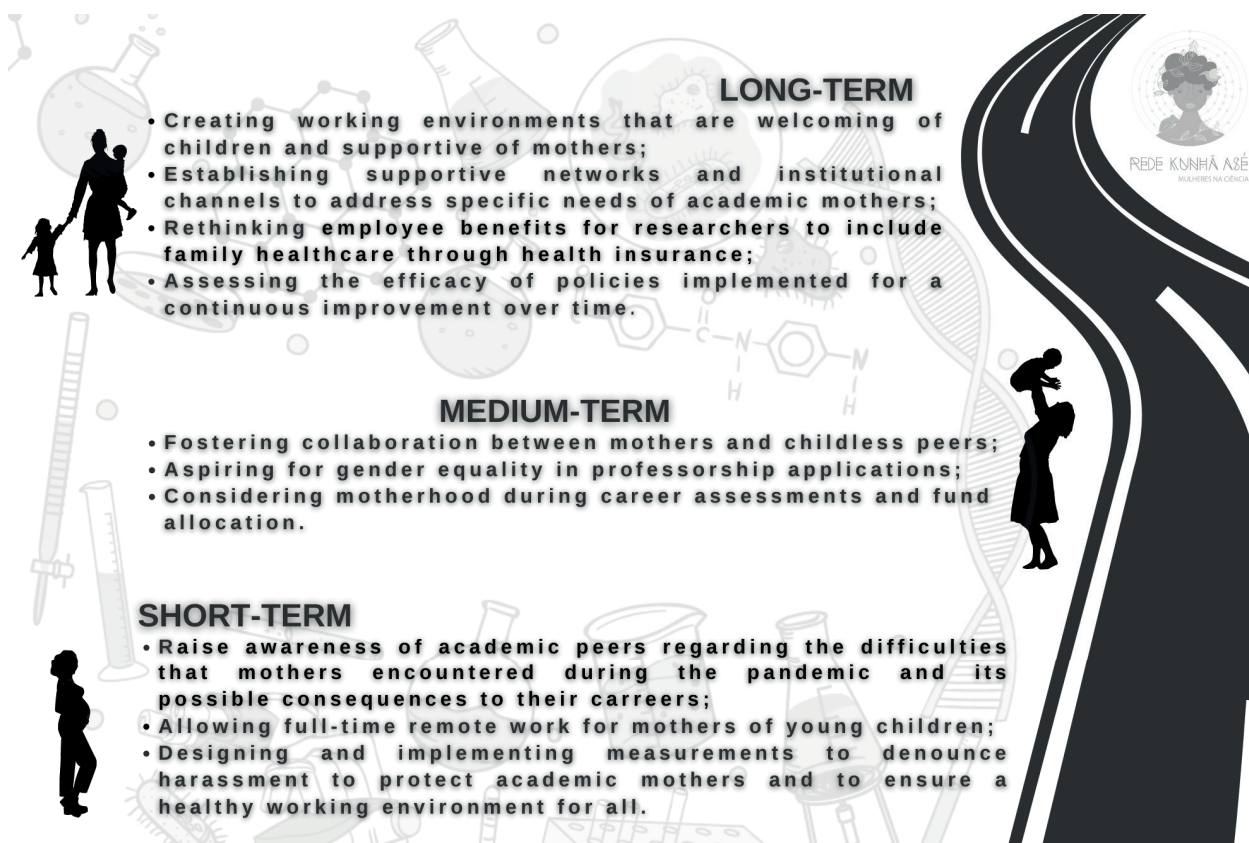 LONG-TERM
• Creating working environments that are welcoming of
children and supportive of mothers;
• Establishing supportive networks and institutional
channels to address specific needs of academic mothers;
• Rethinking employee benefits for researchers to include
family healthcare through health insurance;
• Assessing the efficacy of policies implemented for a
continuous improvement over time.
REDE KUNHÃ ASÉ
MULHERES NA CIÊNCIA
C
O
N
H
N
H
MEDIUM-TERM
• Fostering collaboration between mothers and childless peers;
• Aspiring for gender equality in professorship applications;
• Considering motherhood during career assessments and fund
allocation.
SHORT-TERM
• Raise awareness of academic peers regarding the difficulties
that mothers encountered during the pandemic and its
possible consequences to their carreers;
• Allowing full-time remote work for mothers of young children;
• Designing and implementing measurements to denounce
harassment to protect academic mothers and to ensure a
healthy working environment for all.